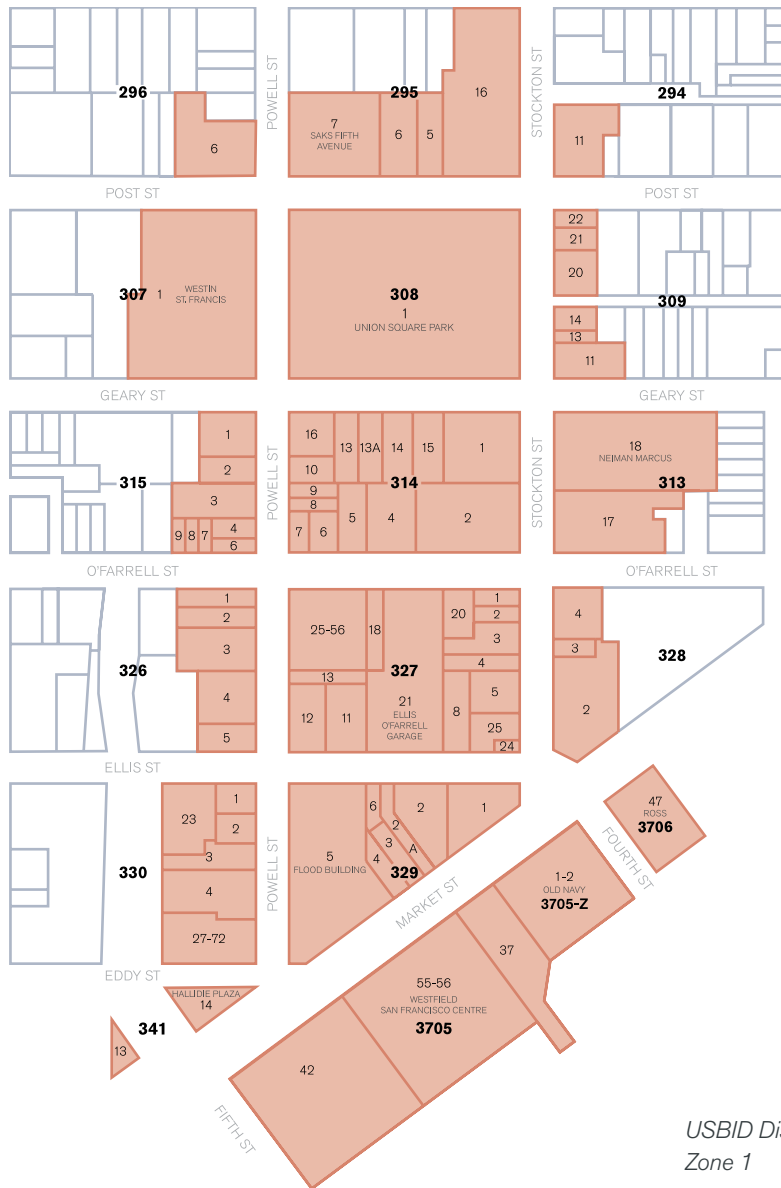 POWELL ST
STOCKTON ST
296
6
295
7
SAKS FIFTH
AVENUE
6
5
16
294
11
POST ST
POST ST
307
1
WESTIN
ST. FRANCIS
308
1
UNION SQUARE PARK
22
21
20
309
14
13
11
GEARY ST
GEARY ST
POWELL ST
STOCKTON ST
315
1
2
3
9
8
7
4
6
314
16
13
13A
14
15
1
10
9
8
7
6
5
4
2
18
NEIMAN MARCUS
313
17
O'FARRELL ST
O'FARRELL ST
326
1
2
3
4
5
25-56
18
20
1
2
3
327
4
13
12
11
21
ELLIS
O'FARRELL
GARAGE
8
5
25
24
4
3
328
2
ELLIS ST
POWELL ST
330
23
1
2
3
4
27-72
5
FLOOD BUILDING
6
2
3
4
A
2
1
329
MARKET ST
47
ROSS
3706
FOURTH ST
1-2
OLD NAVY
3705-Z
EDDY ST
37
HALLIDIE PLAZA
14
341
13
55-56
WESTFIELD
SAN FRANCISCO CENTRE
3705
42
FIFTH ST
USBID Dis
Zone 1